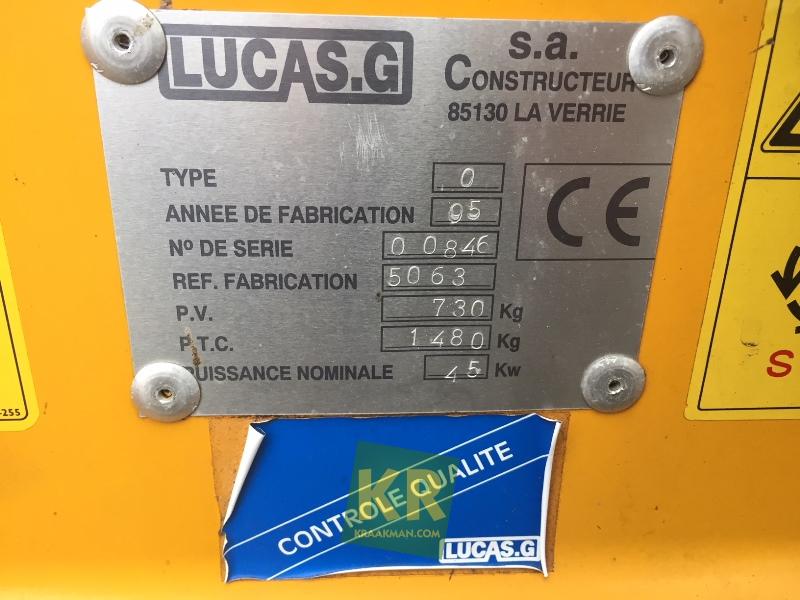 LUCAS.G
s.a.
CONSTRUCTEUR
85130 LA VERRIE
TYPE 0
ANNEE DE FABRICATION 95
Nº DE SERIE 00846
REF. FABRICATION 5063
P.V. 730 Kg
P.T.C. 1480 Kg
PUISSANCE NOMINALE 45 Kw
CE
-255
S
CONTROLE QUALITE
KR
KRAAKMAN.COM
LUCAS.G